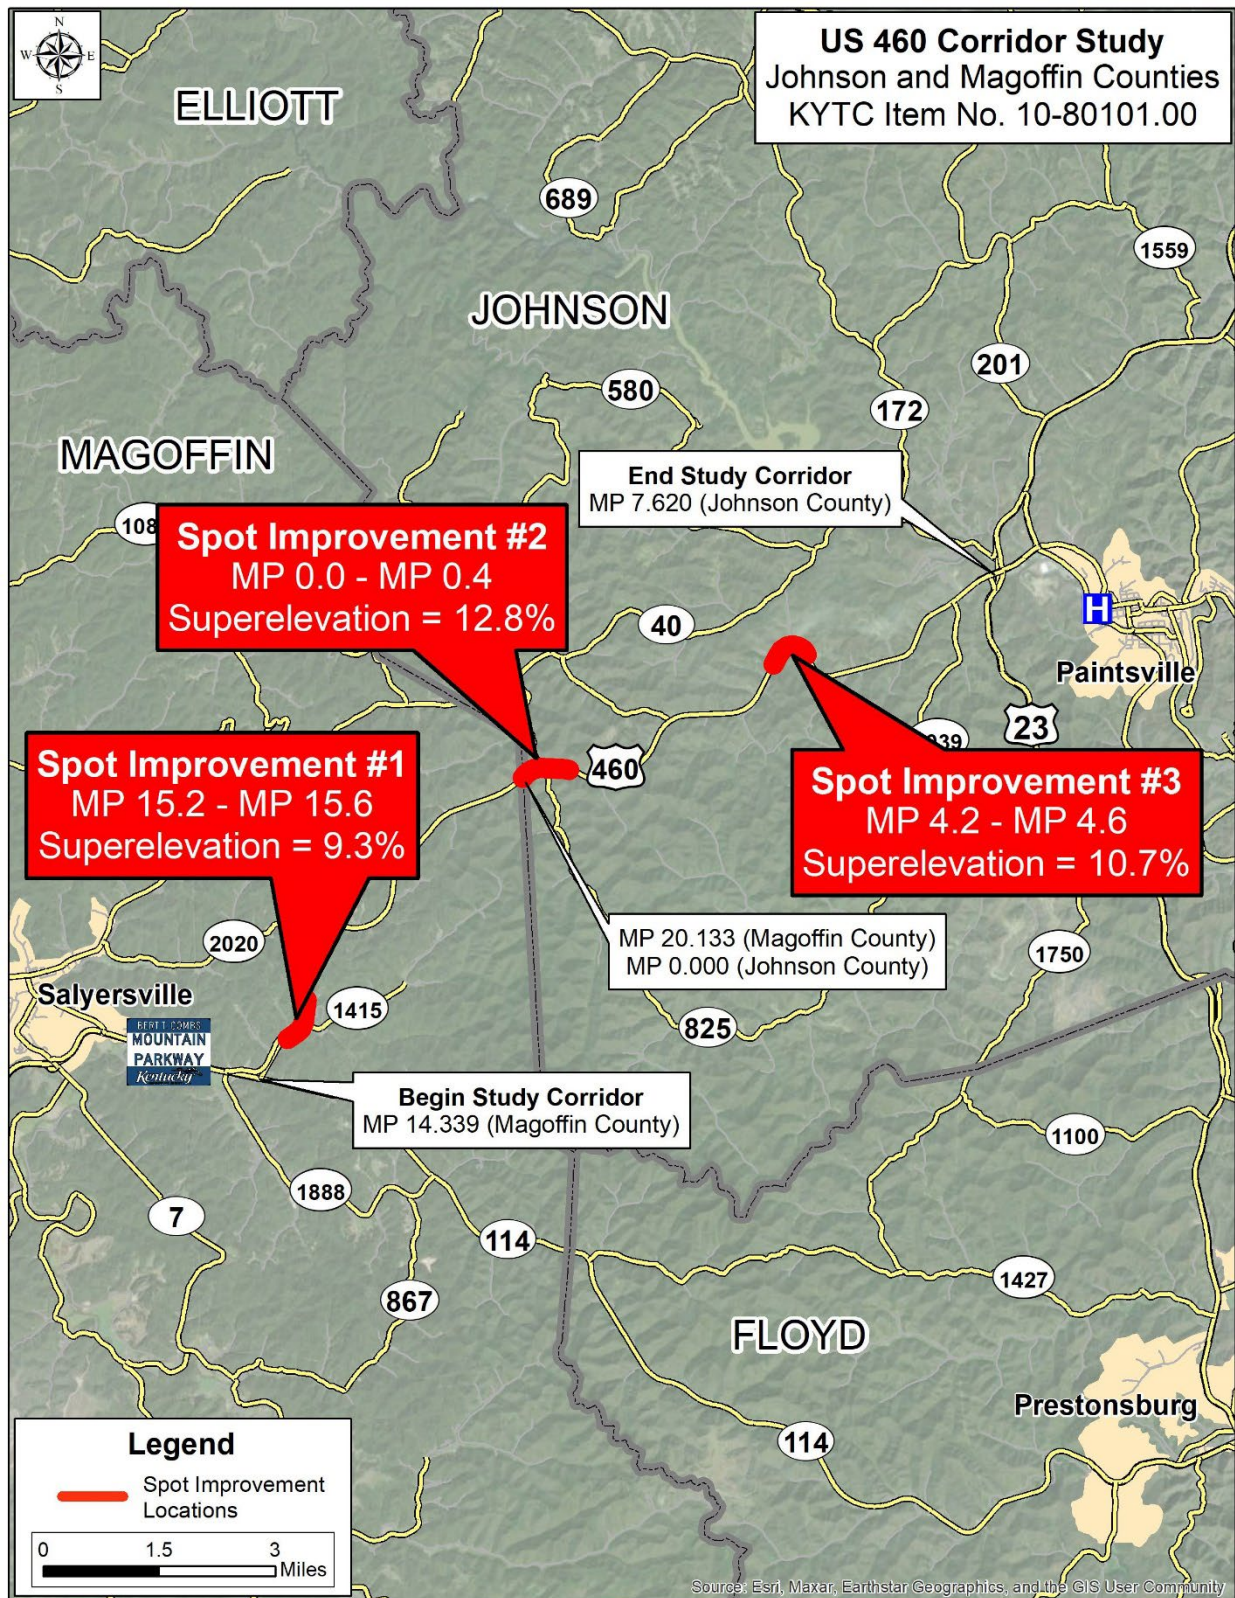 N
W
E
S
US 460 Corridor Study
Johnson and Magoffin Counties
KYTC Item No. 10-80101.00
ELLIOTT
689
1559
JOHNSON
201
580
172
MAGOFFIN
End Study Corridor
MP 7.620 (Johnson County)
Spot Improvement #2
MP 0.0 - MP 0.4
Superelevation = 12.8%
H
40
Paintsville
23
Spot Improvement #1
MP 15.2 - MP 15.6
Superelevation = 9.3%
460
Spot Improvement #3
MP 4.2 - MP 4.6
Superelevation = 10.7%
2020
MP 20.133 (Magoffin County)
MP 0.000 (Johnson County)
1750
Salyersville
1415
825
BERT T COMBS
MOUNTAIN
PARKWAY
Kentucky
Begin Study Corridor
MP 14.339 (Magoffin County)
1100
1888
7
114
1427
867
FLOYD
Prestonsburg
114
Legend
Spot Improvement
Locations
0 1.5 3
Miles
Source: Esri, Maxar, Earthstar Geographics, and the GIS User Community